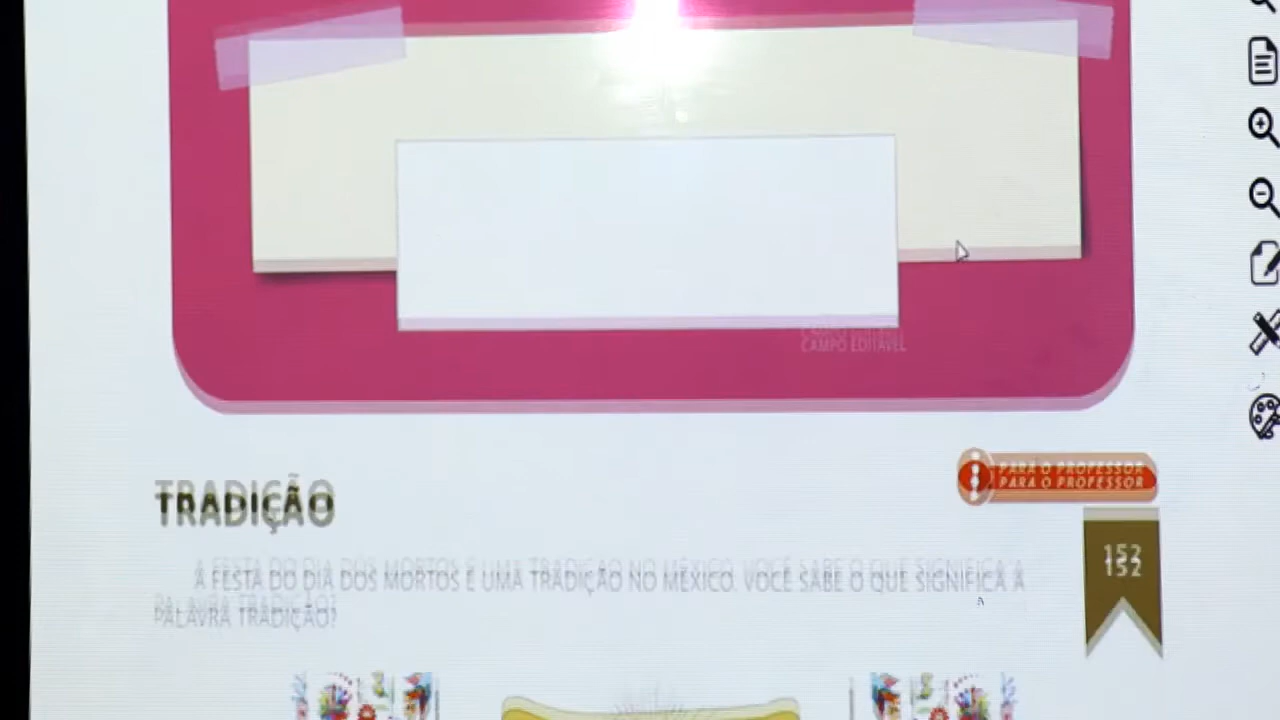 CAMPO EDITÁVEL
PARA O PROFESSOR
TRADIÇÃO
152
A FESTA DO DIA DOS MORTOS É UMA TRADIÇÃO NO MÉXICO. VOCÊ SABE O QUE SIGNIFICA A
PALAVRA TRADIÇÃO?